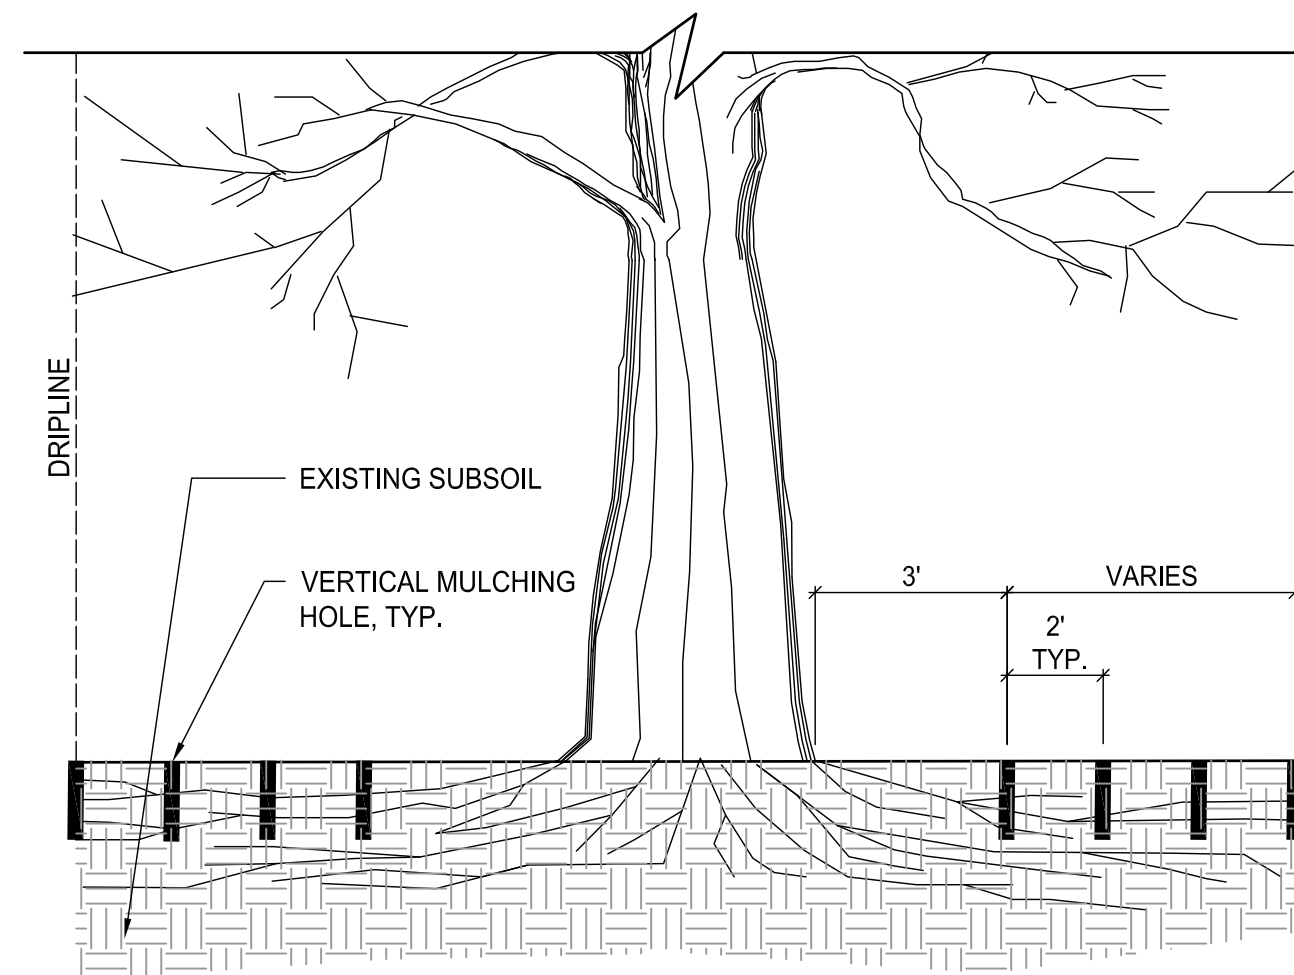 DRIPLINE
EXISTING SUBSOIL
VERTICAL MULCHING
HOLE, TYP.
3'
VARIES
2'
TYP.